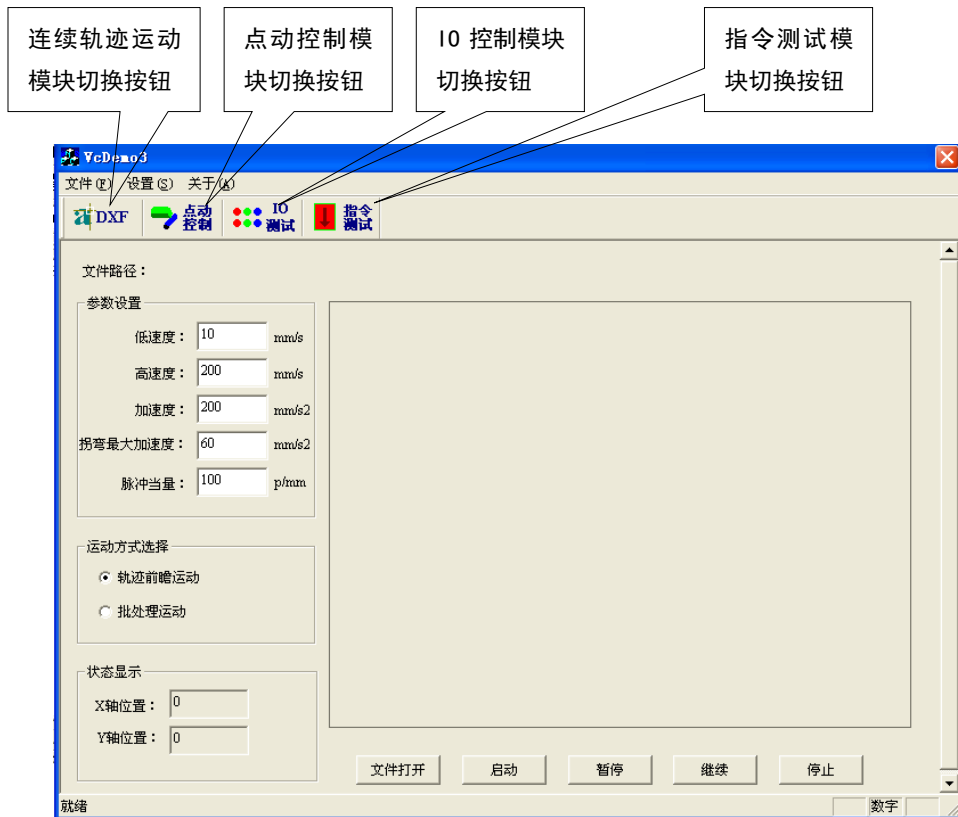 连续轨迹运动
模块切换按钮
点动控制模
块切换按钮
IO 控制模块
切换按钮
指令测试模
块切换按钮
VcDemo3
文件(F) 设置(S) 关于(A)
DXF
点动
控制
IO
测试
指令
测试
文件路径：
参数设置
低速度： 10 mm/s
高速度： 200 mm/s
加速度： 200 mm/s2
拐弯最大加速度： 60 mm/s2
脉冲当量： 100 p/mm
运动方式选择
轨迹前瞻运动
批处理运动
状态显示
X轴位置： 0
Y轴位置： 0
文件打开 启动 暂停 继续 停止
就绪 数字